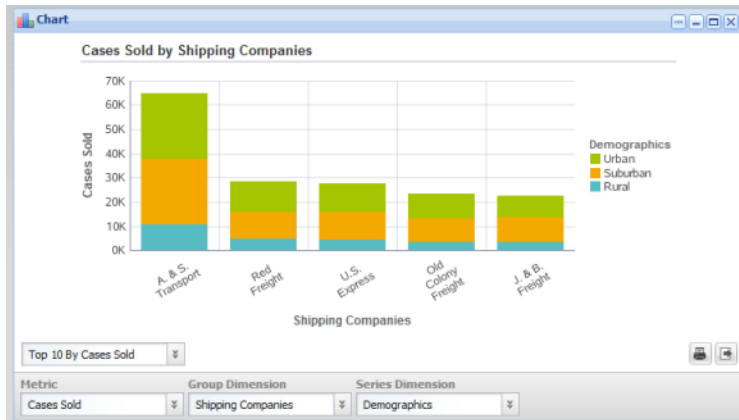 Chart
Cases Sold by Shipping Companies
70K
60K
50K
40K
30K
20K
10K
0K
Cases Sold
A. & S.
Transport
Red
Freight
U.S.
Express
Old
Colony
Freight
J. & B.
Freight
Shipping Companies
Demographics
Urban
Suburban
Rural
Top 10 By Cases Sold
Metric
Group Dimension
Series Dimension
Cases Sold
Shipping Companies
Demographics